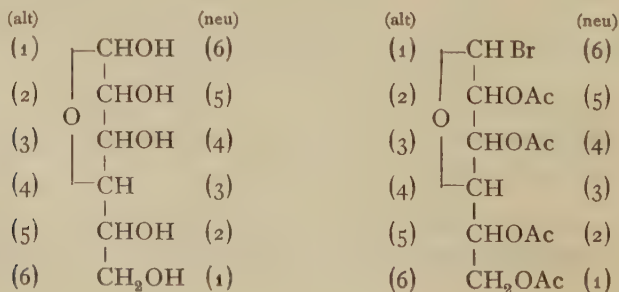 (alt) (neu) (alt) (neu)
(1) CHOH (6) (1) CHBr (6)
(2) CHOH (5) (2) CHOAc (5)
O O
(3) CHOH (4) (3) CHOAc (4)
(4) CH (3) (4) CH (3)
(5) CHOH (2) (5) CHOAc (2)
(6) CH₂OH (1) (6) CH₂OAc (1)